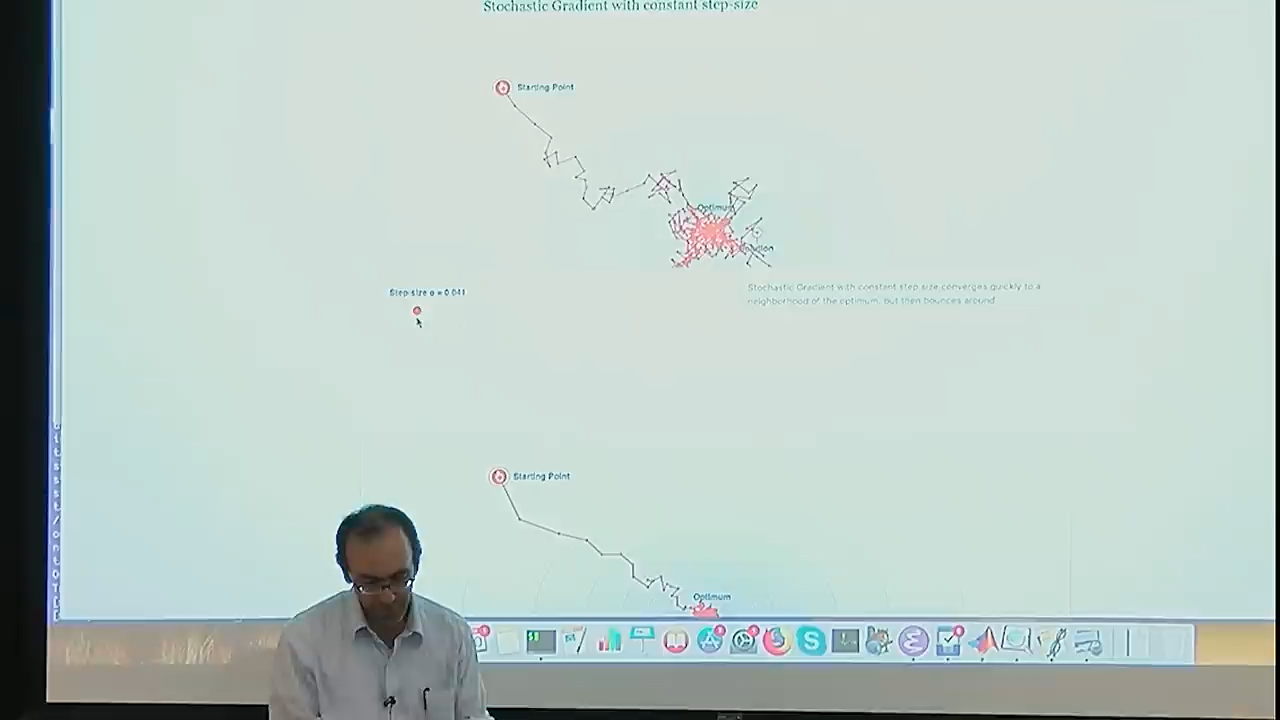 Stochastic Gradient with constant step-size
Starting Point
Optimum
Step-size α = 0.041
Stochastic Gradient with constant step size converges quickly to a
neighborhood of the optimum, but then bounces around
Starting Point
Optimum